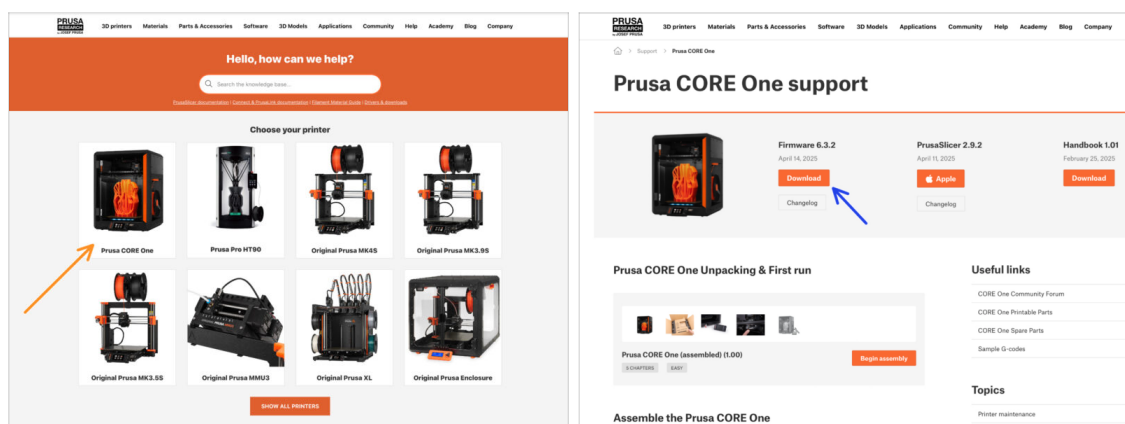 PRUSA
RESEARCH
by JOSEF PRUSA
3D printers Materials Parts & Accessories Software 3D Models Applications Community Help Academy Blog Company
Hello, how can we help?
Search the knowledge base...
PrusaSlicer documentation | Connect & PrusaLink documentation | Filament Material Guide | Drivers & downloads
Choose your printer
Prusa CORE One
Prusa Pro HT90
Original Prusa MK4S
Original Prusa MK3.9S
Original Prusa MK3.5S
Original Prusa MMU3
Original Prusa XL
Original Prusa Enclosure
SHOW ALL PRINTERS
PRUSA
RESEARCH
by JOSEF PRUSA
3D printers Materials Parts & Accessories Software 3D Models Applications Community Help Academy Blog Company
Support > Prusa CORE One
Prusa CORE One support
Firmware 6.3.2
April 14, 2025
Download
Changelog
PrusaSlicer 2.9.2
April 11, 2025
Apple
Changelog
Handbook 1.01
February 25, 2025
Download
Prusa CORE One Unpacking & First run
Prusa CORE One (assembled) (1.00)
5 CHAPTERS EASY
Begin assembly
Assemble the Prusa CORE One
Useful links
CORE One Community Forum
CORE One Printable Parts
CORE One Spare Parts
Sample G-codes
Topics
Printer maintenance